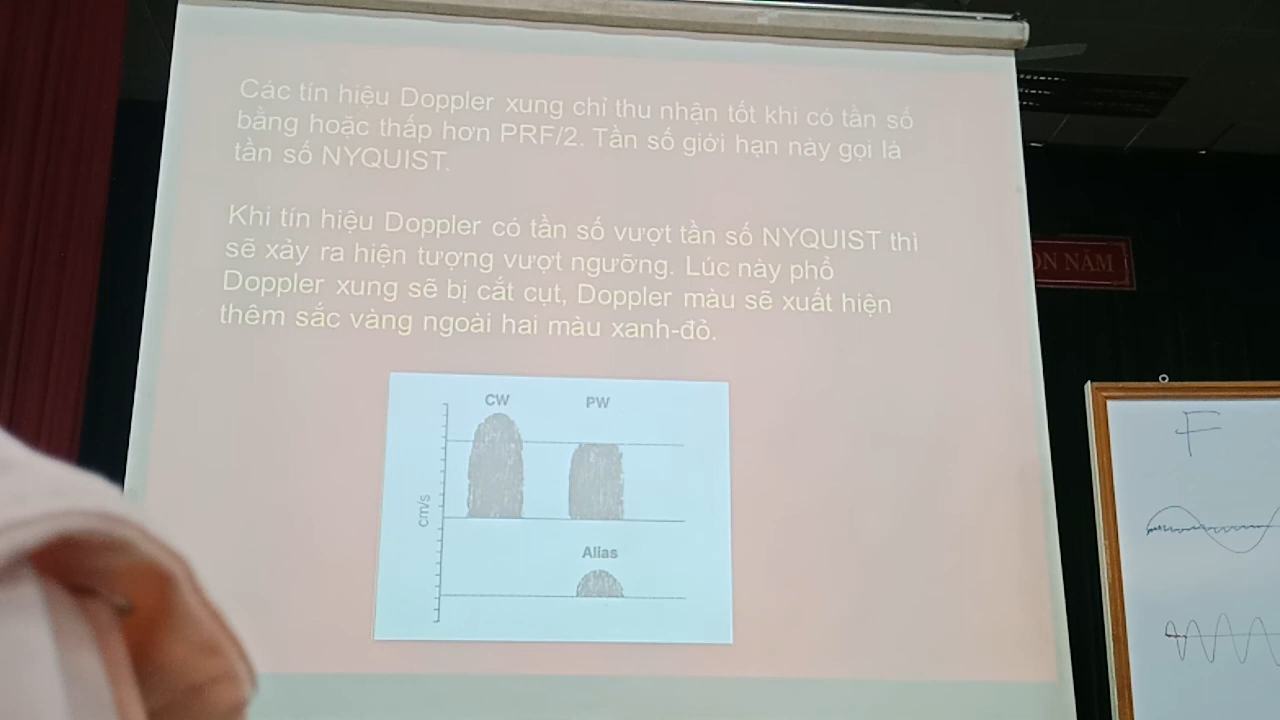 Các tín hiệu Doppler xung chỉ thu nhận tốt khi có tần số
bằng hoặc thấp hơn PRF/2. Tần số giới hạn này gọi là
tần số NYQUIST.
Khi tín hiệu Doppler có tần số vượt tần số NYQUIST thì
sẽ xảy ra hiện tượng vượt ngưỡng. Lúc này phổ
Doppler xung sẽ bị cắt cụt, Doppler màu sẽ xuất hiện
thêm sắc vàng ngoài hai màu xanh-đỏ.
CW PW
cm/s
Alias
NĂM
F